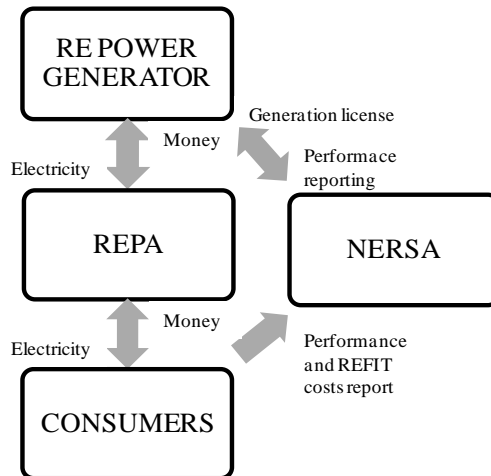 RE POWER
GENERATOR
Generation license
Money
Performace
reporting
Electricity
REPA
NERSA
Money
Electricity
Performance
and REFIT
costs report
CONSUMERS